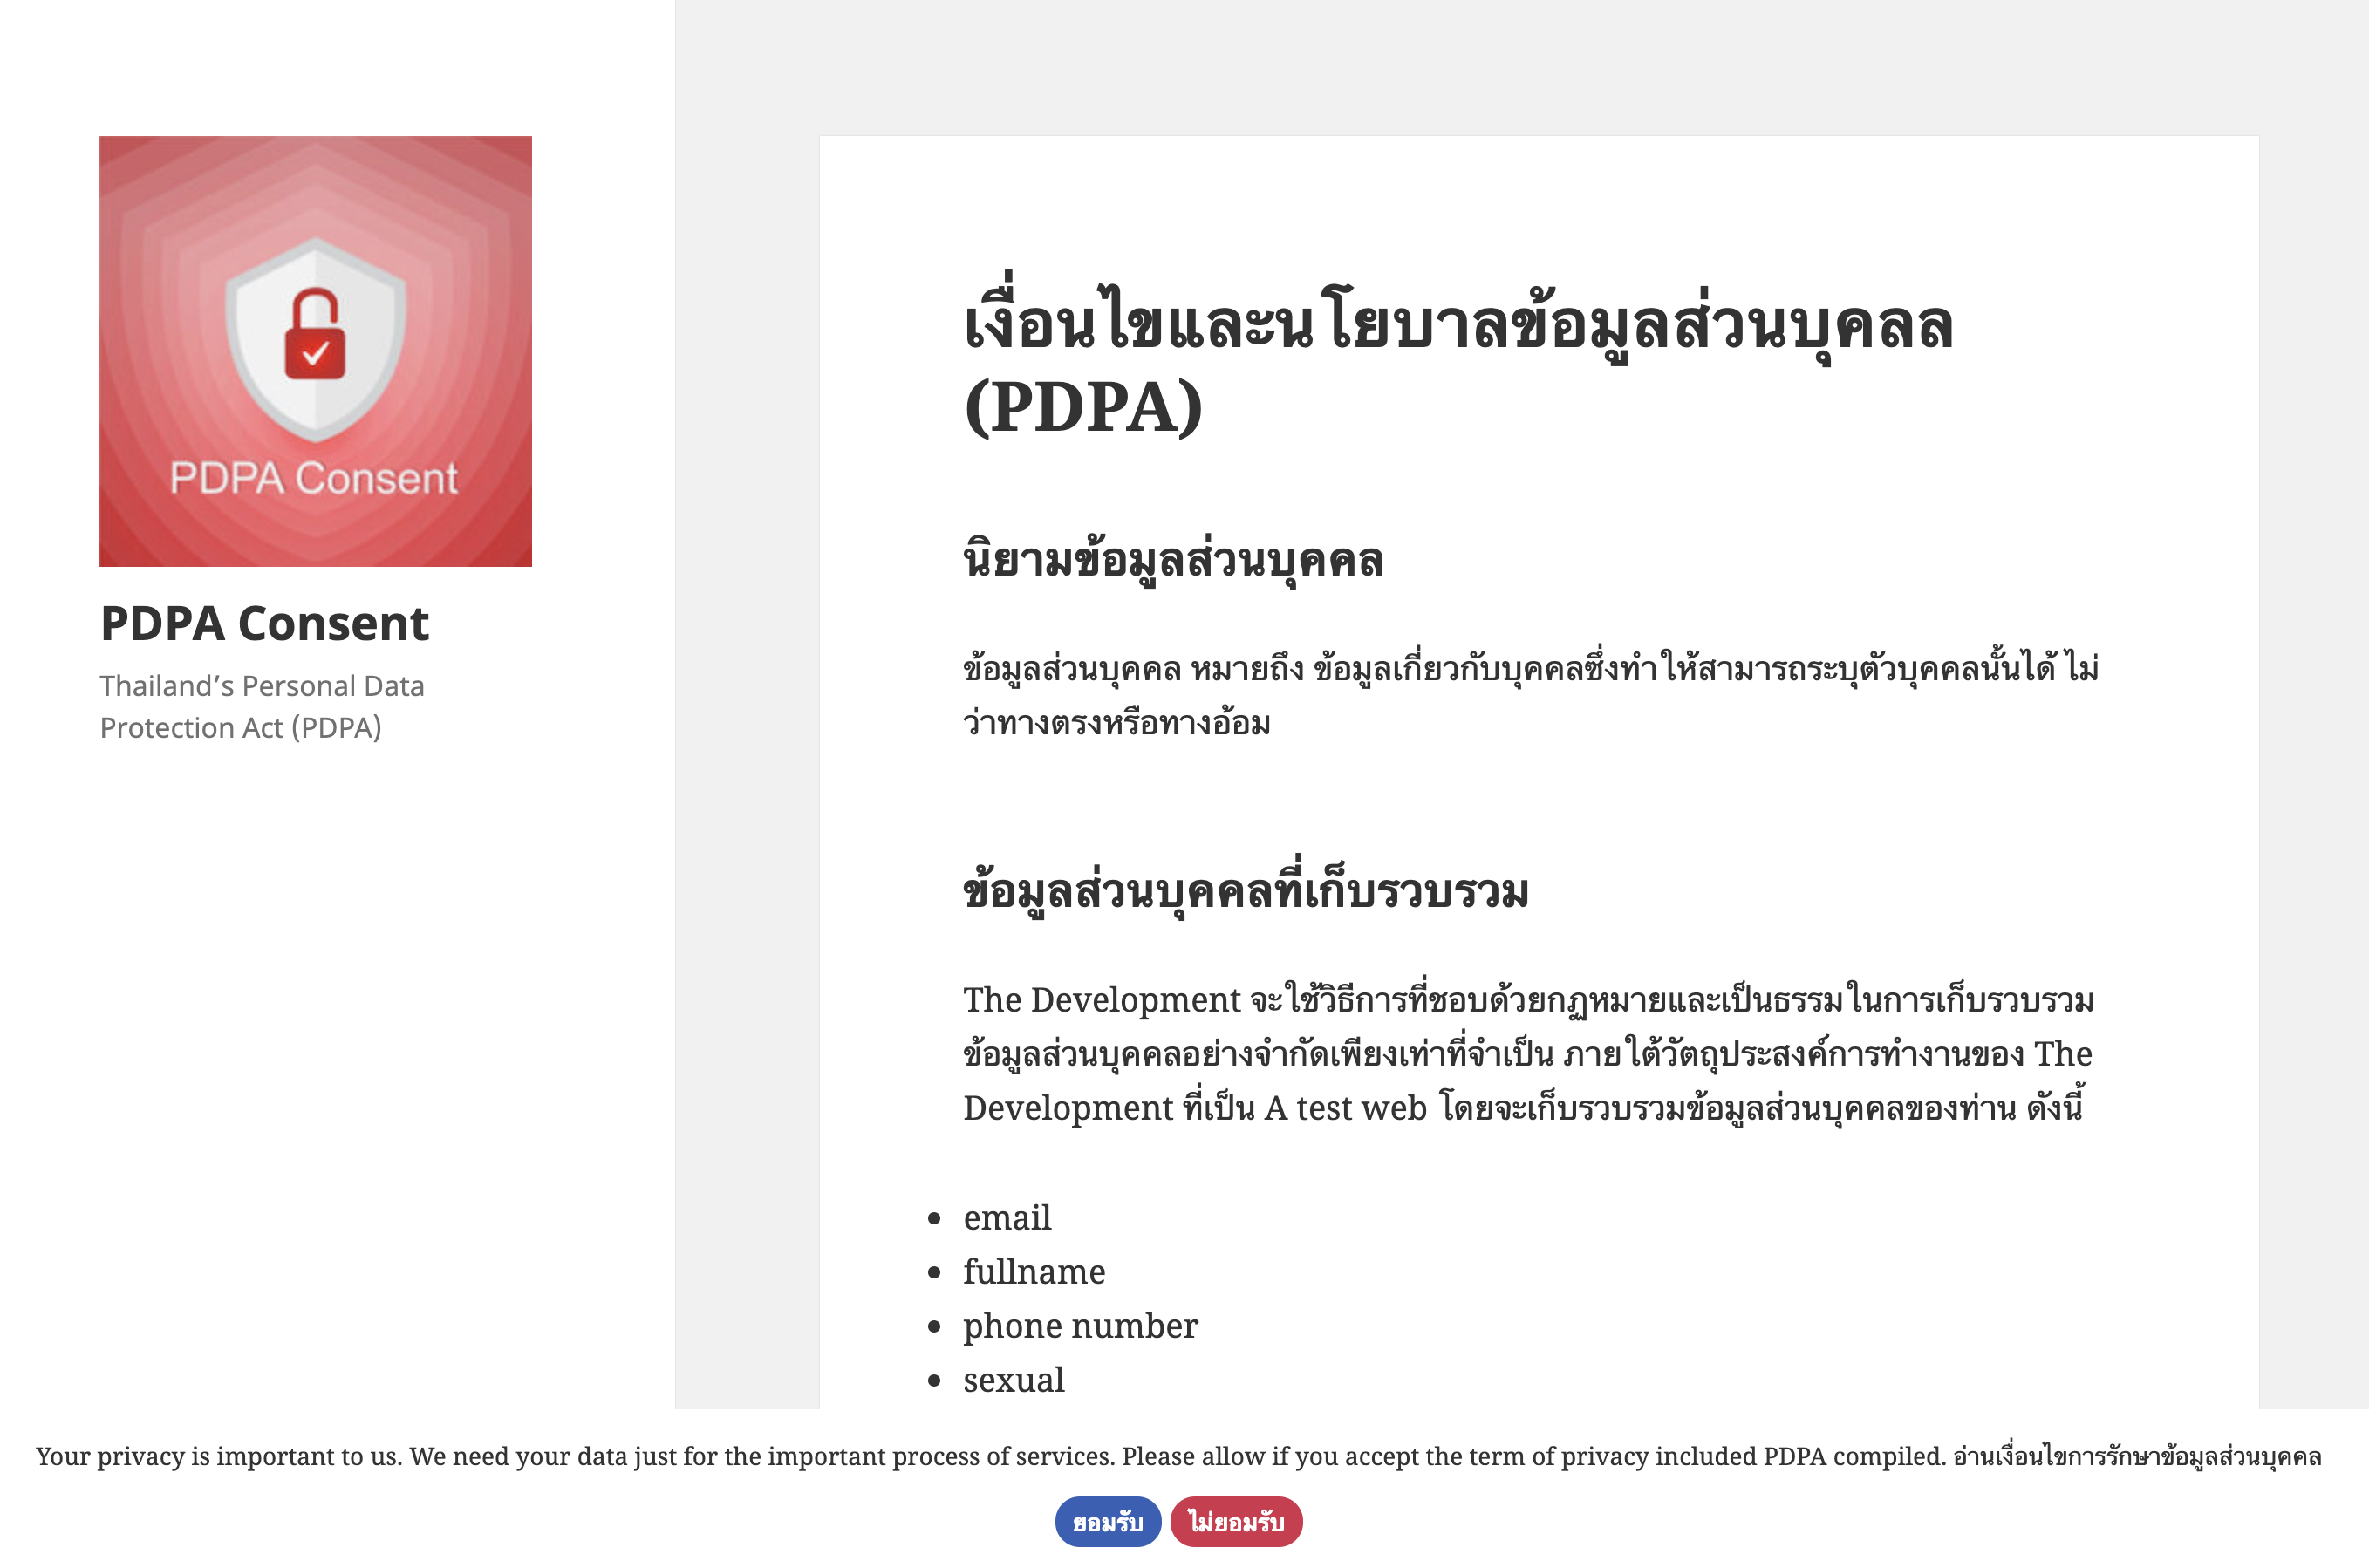 PDPA Consent
PDPA Consent
Thailand's Personal Data
Protection Act (PDPA)
เงื่อนไขและนโยบาลข้อมูลส่วนบุคลล
(PDPA)
นิยามข้อมูลส่วนบุคคล
ข้อมูลส่วนบุคคล หมายถึง ข้อมูลเกี่ยวกับบุคคลซึ่งทำให้สามารถระบุตัวบุคคลนั้นได้ ไม่
ว่าทางตรงหรือทางอ้อม
ข้อมูลส่วนบุคคลที่เก็บรวบรวม
The Development จะใช้วิธีการที่ชอบด้วยกฎหมายและเป็นธรรมในการเก็บรวบรวม
ข้อมูลส่วนบุคคลอย่างจำกัดเพียงเท่าที่จำเป็น ภายใต้วัตถุประสงค์การทำงานของ The
Development ที่เป็น A test web โดยจะเก็บรวบรวมข้อมูลส่วนบุคคลของท่าน ดังนี้
• email
• fullname
• phone number
• sexual
Your privacy is important to us. We need your data just for the important process of services. Please allow if you accept the term of privacy included PDPA compiled. อ่านเงื่อนไขการรักษาข้อมูลส่วนบุคคล
ยอมรับ ไม่ยอมรับ